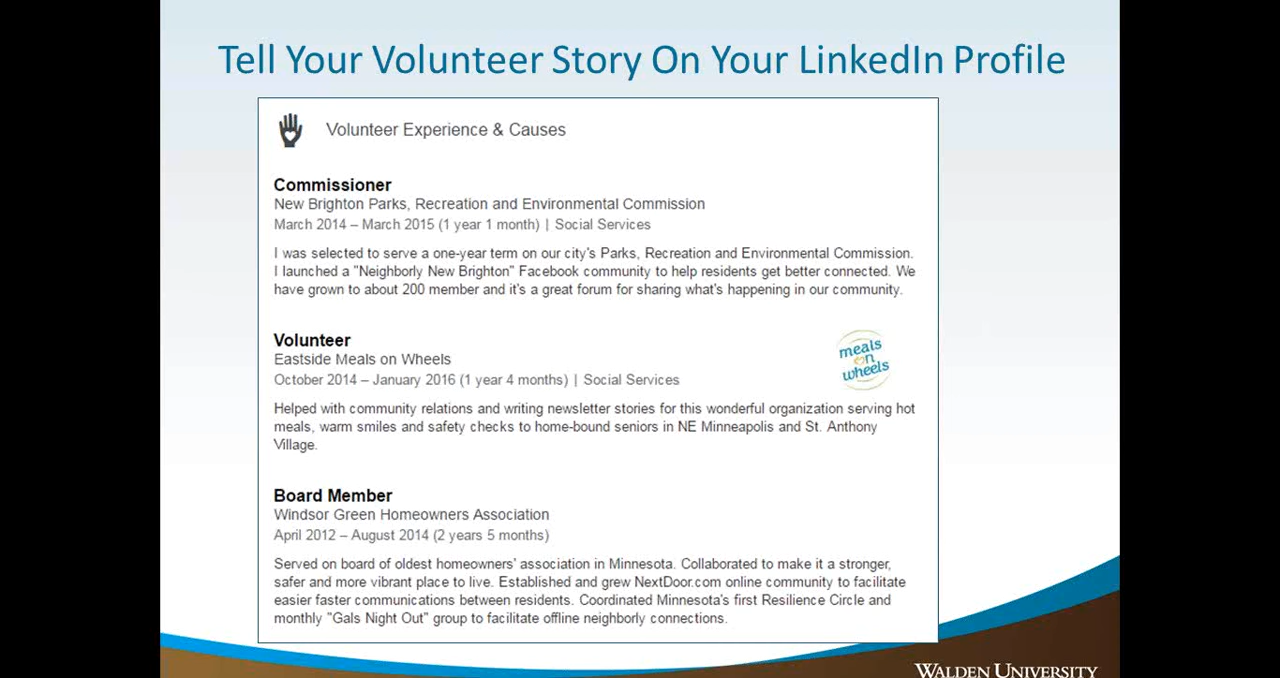 Tell Your Volunteer Story On Your LinkedIn Profile
Volunteer Experience & Causes
Commissioner
New Brighton Parks, Recreation and Environmental Commission
March 2014 – March 2015 (1 year 1 month) | Social Services
I was selected to serve a one-year term on our city's Parks, Recreation and Environmental Commission.
I launched a "Neighborly New Brighton" Facebook community to help residents get better connected. We
have grown to about 200 member and it's a great forum for sharing what's happening in our community.
Volunteer
Eastside Meals on Wheels
October 2014 – January 2016 (1 year 4 months) | Social Services
meals
on
wheels
Helped with community relations and writing newsletter stories for this wonderful organization serving hot
meals, warm smiles and safety checks to home-bound seniors in NE Minneapolis and St. Anthony
Village.
Board Member
Windsor Green Homeowners Association
April 2012 – August 2014 (2 years 5 months)
Served on board of oldest homeowners' association in Minnesota. Collaborated to make it a stronger,
safer and more vibrant place to live. Established and grew NextDoor.com online community to facilitate
easier faster communications between residents. Coordinated Minnesota's first Resilience Circle and
monthly "Gals Night Out" group to facilitate offline neighborly connections.
WALDEN UNIVERSITY